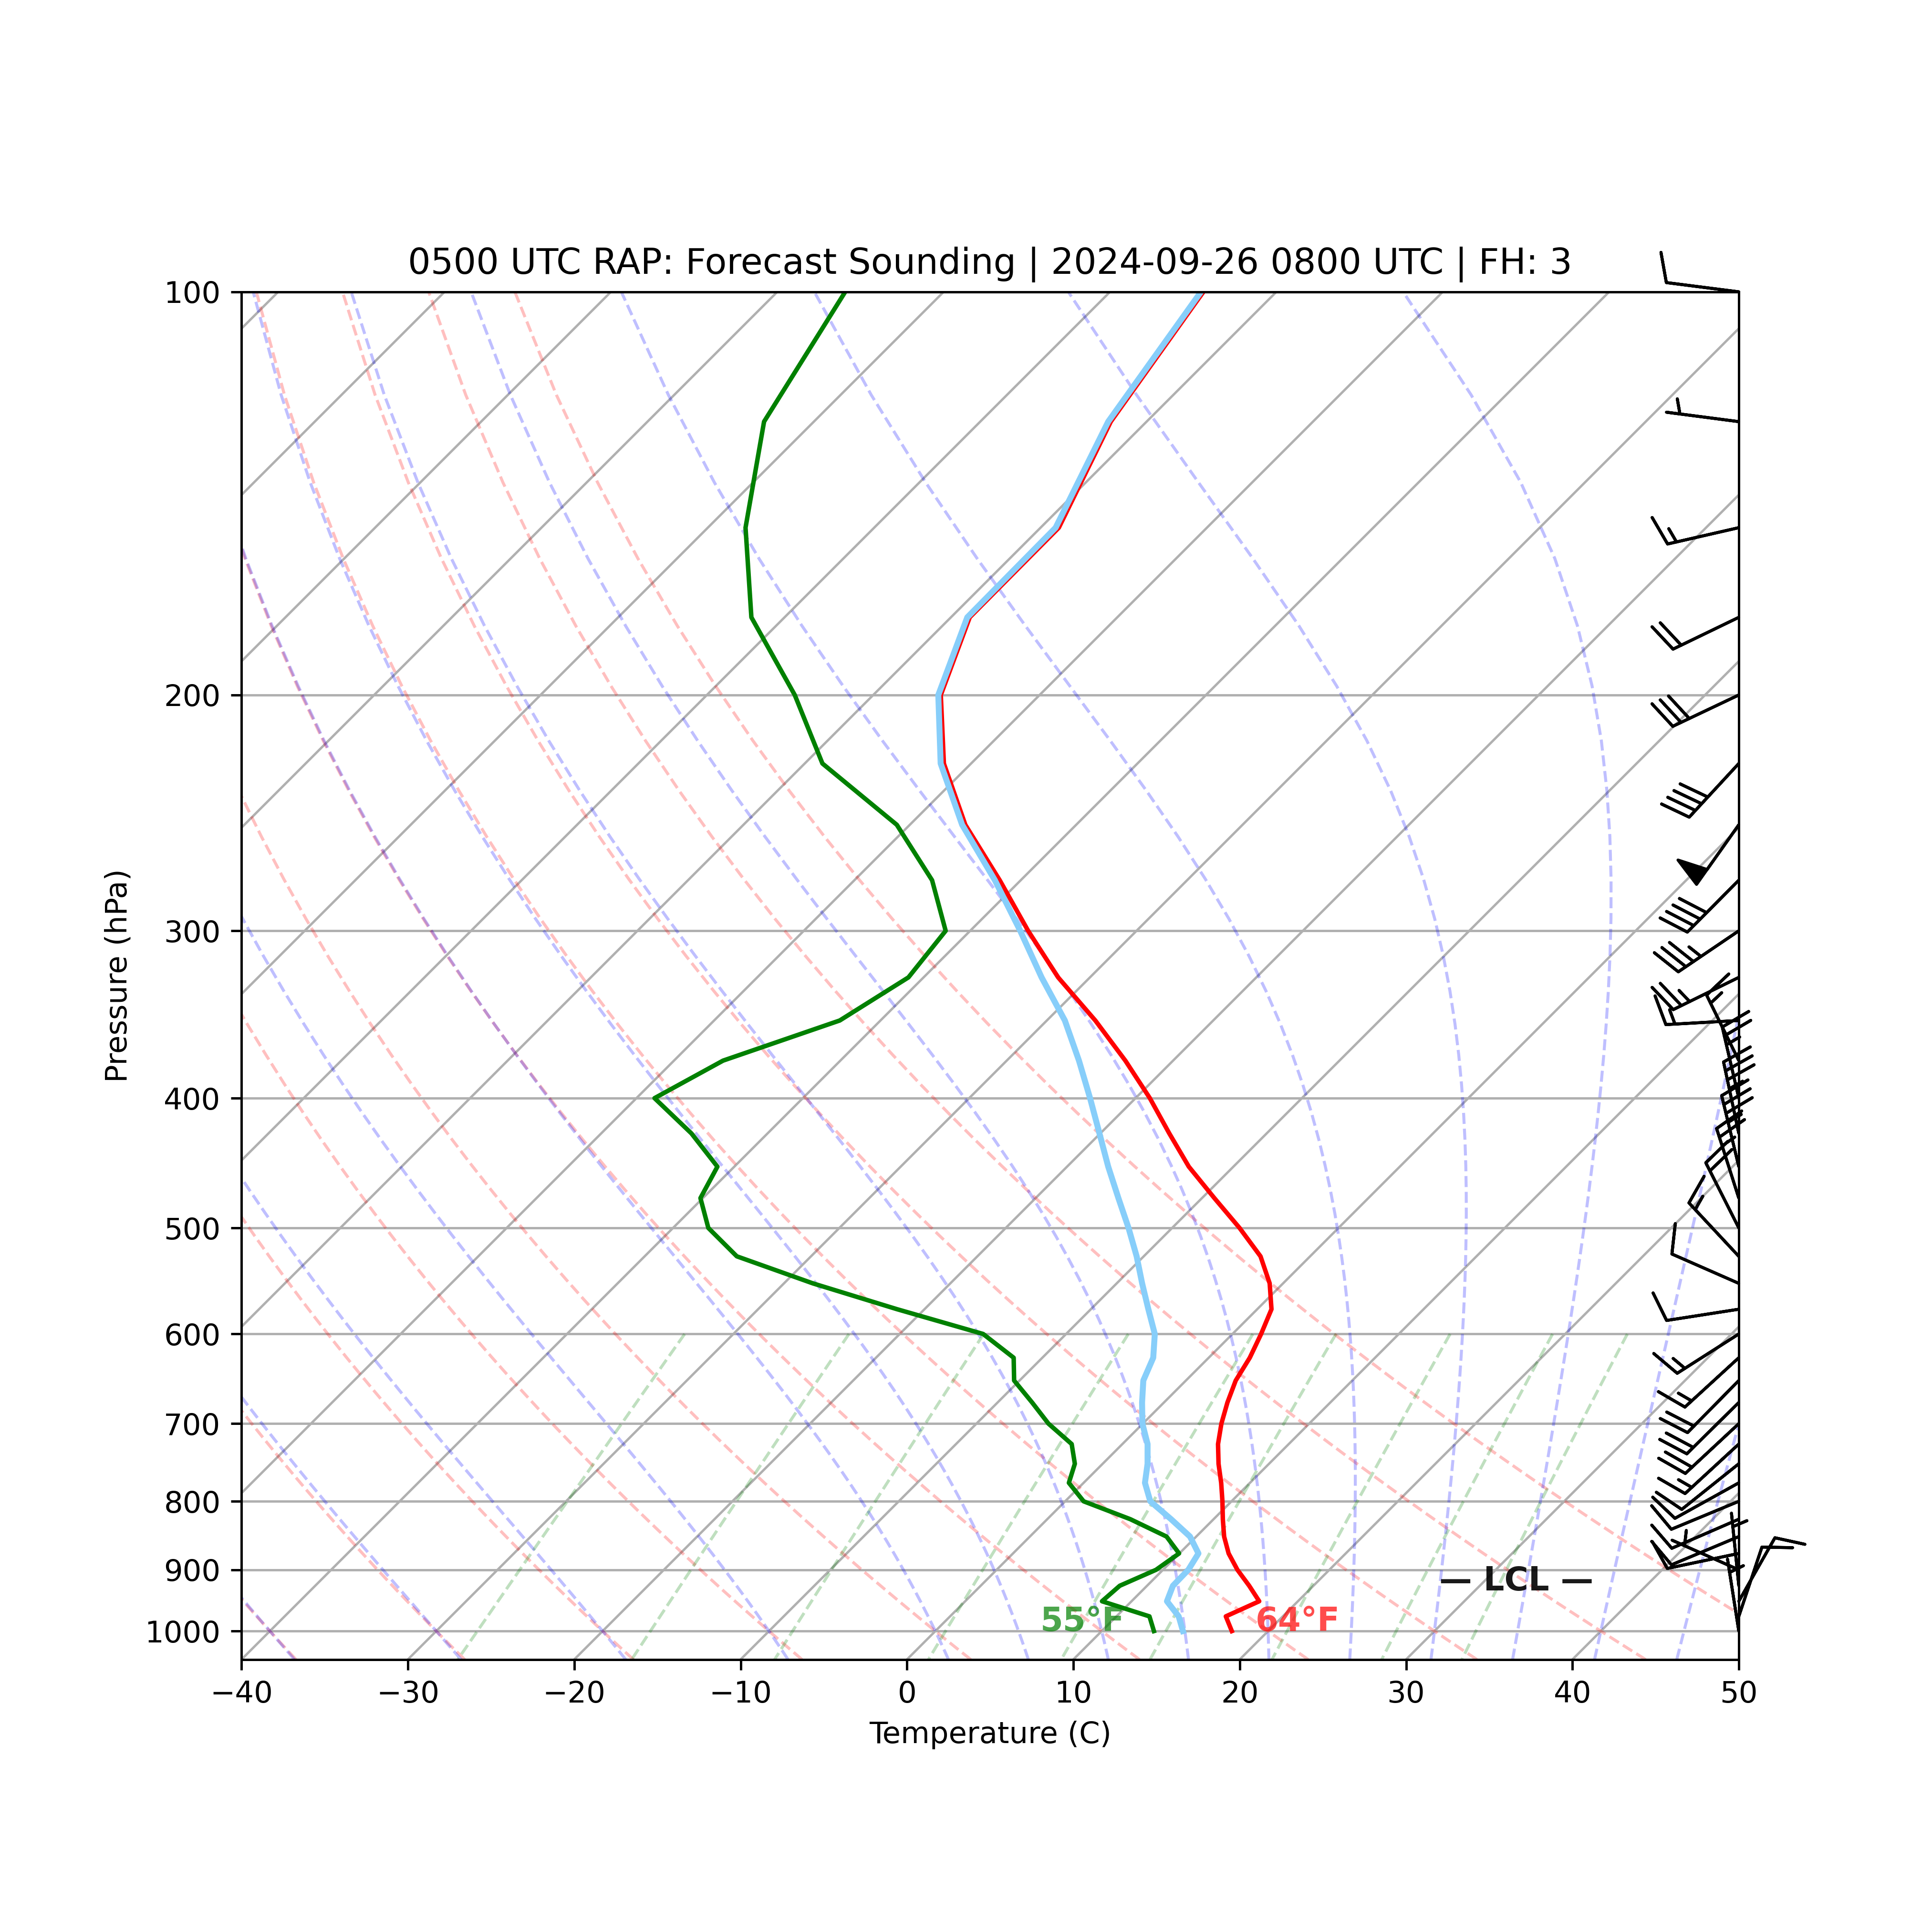 0500 UTC RAP: Forecast Sounding | 2024-09-26 0800 UTC | FH: 3
100
200
300
400
500
600
700
800
900
1000
Pressure (hPa)
— LCL —
55°F
64°F
−40 −30 −20 −10 0 10 20 30 40 50
Temperature (C)